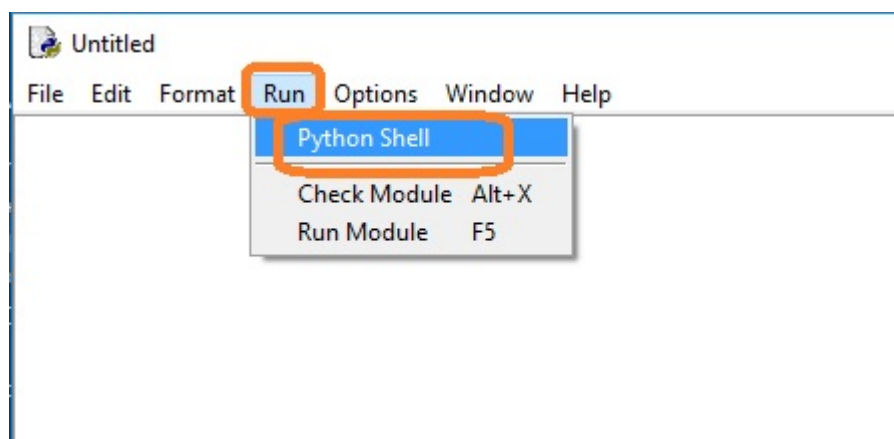 Untitled
File Edit Format Run Options Window Help
Python Shell
Check Module Alt+X
Run Module F5